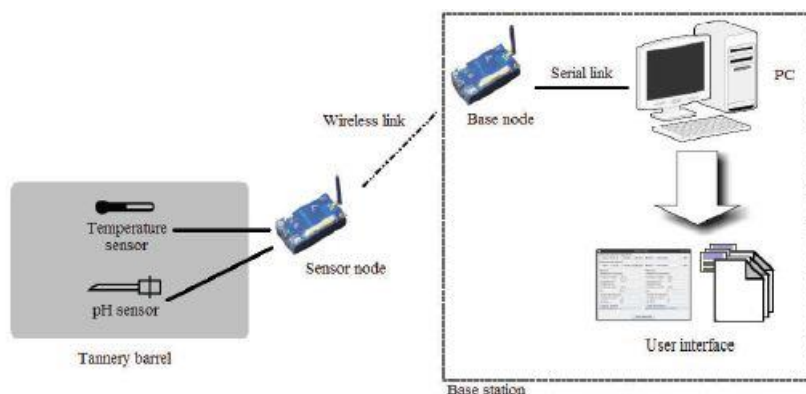 Temperature
sensor
pH sensor
Tannery barrel
Sensor node
Wireless link
Base node
Serial link
PC
User interface
Base station